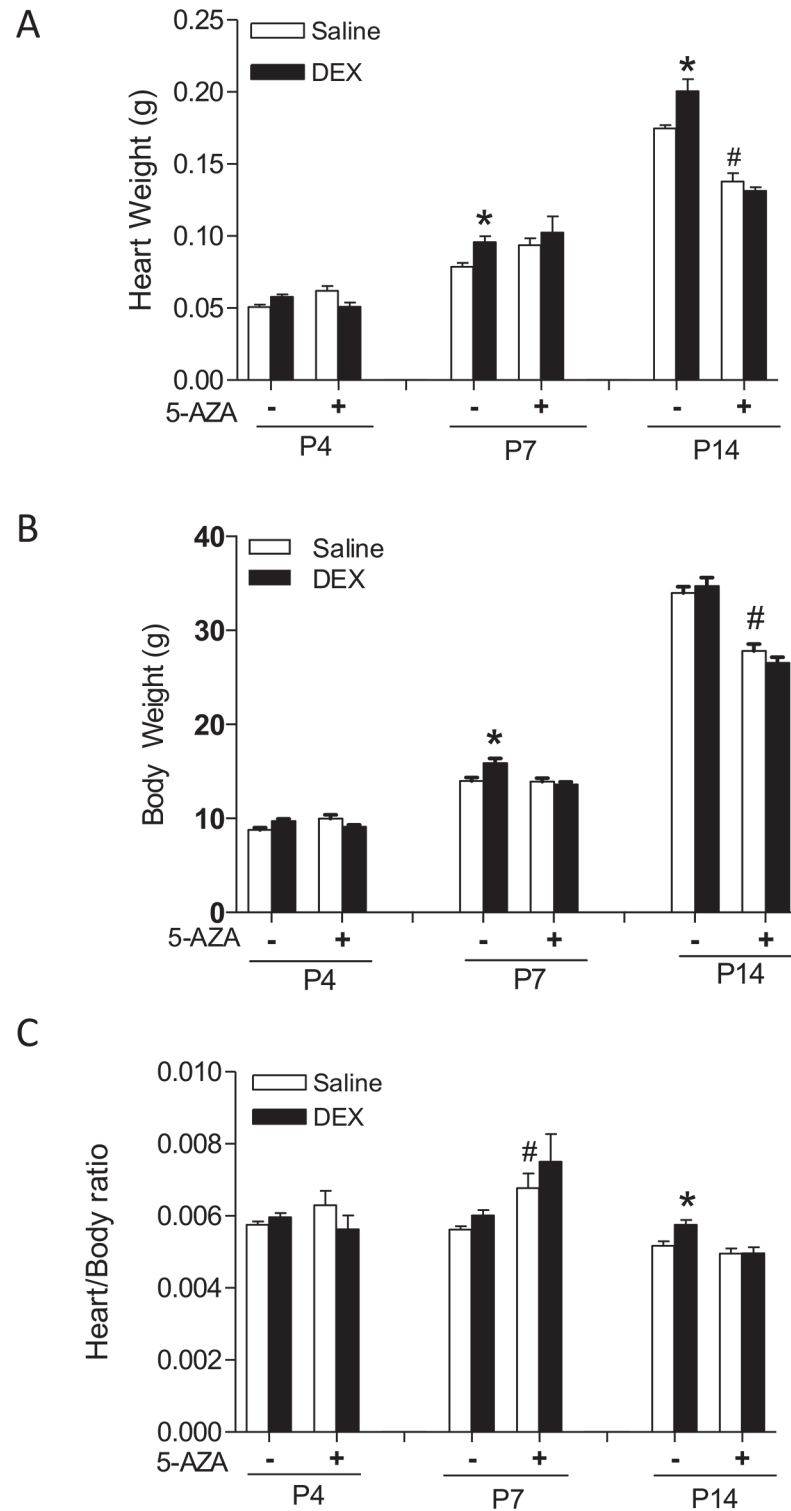 A
Heart Weight (g)
0.25
0.20
0.15
0.10
0.05
0.00
Saline
DEX
*
*
#
5-AZA - + - + - +
P4 P7 P14
B
Body Weight (g)
40
30
20
10
0
Saline
DEX
*
#
5-AZA - + - + - +
P4 P7 P14
C
Heart/Body ratio
0.010
0.008
0.006
0.004
0.002
0.000
Saline
DEX
#
*
5-AZA - + - + - +
P4 P7 P14